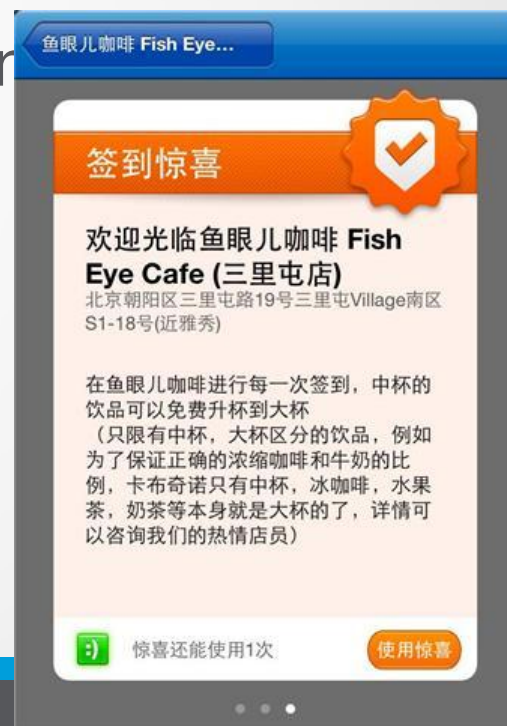 鱼眼儿咖啡 Fish Eye...
签到惊喜
欢迎光临鱼眼儿咖啡 Fish
Eye Cafe (三里屯店)
北京朝阳区三里屯路19号三里屯Village南区
S1-18号(近雅秀)
在鱼眼儿咖啡进行每一次签到，中杯的
饮品可以免费升杯到大杯
（只限有中杯，大杯区分的饮品，例如
为了保证正确的浓缩咖啡和牛奶的比
例，卡布奇诺只有中杯，冰咖啡，水果
茶，奶茶等本身就是大杯的了，详情可
以咨询我们的热情店员）
:) 惊喜还能使用1次 使用惊喜